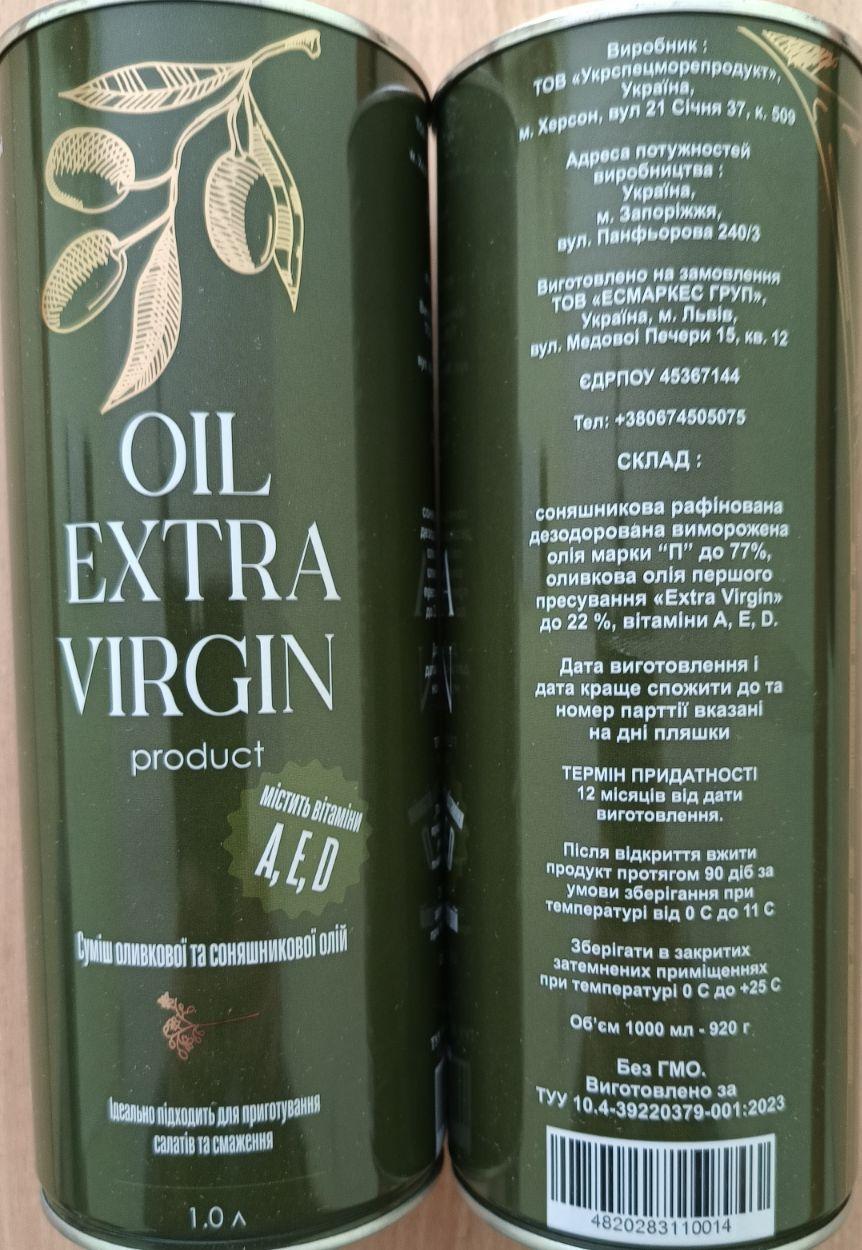 OIL
EXTRA
VIRGIN
product
містить вітаміни
A, E, D
Суміш оливкової та соняшникової олій
Ідеально підходить для приготування
салатів та смаження
1.0 л
Виробник :
ТОВ «Укрспецморепродукт»,
Україна,
м. Херсон, вул 21 Січня 37, к. 509
Адреса потужностей
виробництва :
Україна,
м. Запоріжжя,
вул. Панфьорова 240/3
Виготовлено на замовлення
ТОВ «ЕСМАРКЕС ГРУП»,
Україна, м. Львів,
вул. Медової Печери 15, кв. 12
ЄДРПОУ 45367144
Тел: +380674505075
СКЛАД :
соняшникова рафінована
дезодорована виморожена
олія марки “П” до 77%,
оливкова олія першого
пресування «Extra Virgin»
до 22 %, вітаміни А, Е, D.
Дата виготовлення і
дата краще спожити до та
номер парттії вказані
на дні пляшки
ТЕРМІН ПРИДАТНОСТІ
12 місяців від дати
виготовлення.
Після відкриття вжити
продукт протягом 90 діб за
умови зберігання при
температурі від 0 С до 11 С
Зберігати в закритих
затемнених приміщеннях
при температурі 0 С до +25 С
Об'єм 1000 мл - 920 г
Без ГМО.
Виготовлено за
ТУУ 10.4-39220379-001:2023
4820283110014